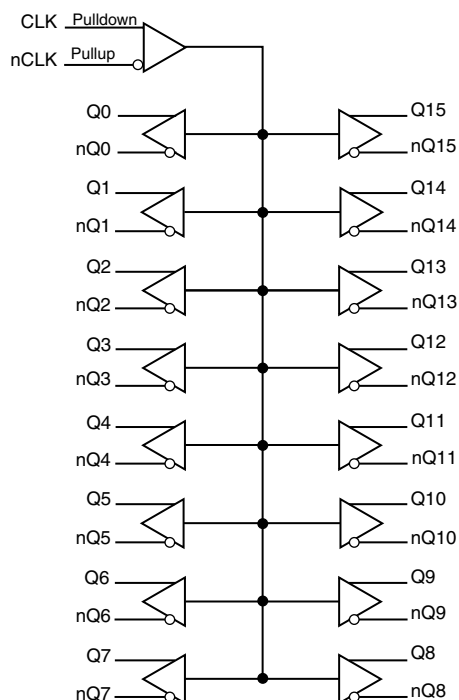 CLK Pulldown
nCLK Pullup
Q0 Q15
nQ0 nQ15
Q1 Q14
nQ1 nQ14
Q2 Q13
nQ2 nQ13
Q3 Q12
nQ3 nQ12
Q4 Q11
nQ4 nQ11
Q5 Q10
nQ5 nQ10
Q6 Q9
nQ6 nQ9
Q7 Q8
nQ7 nQ8